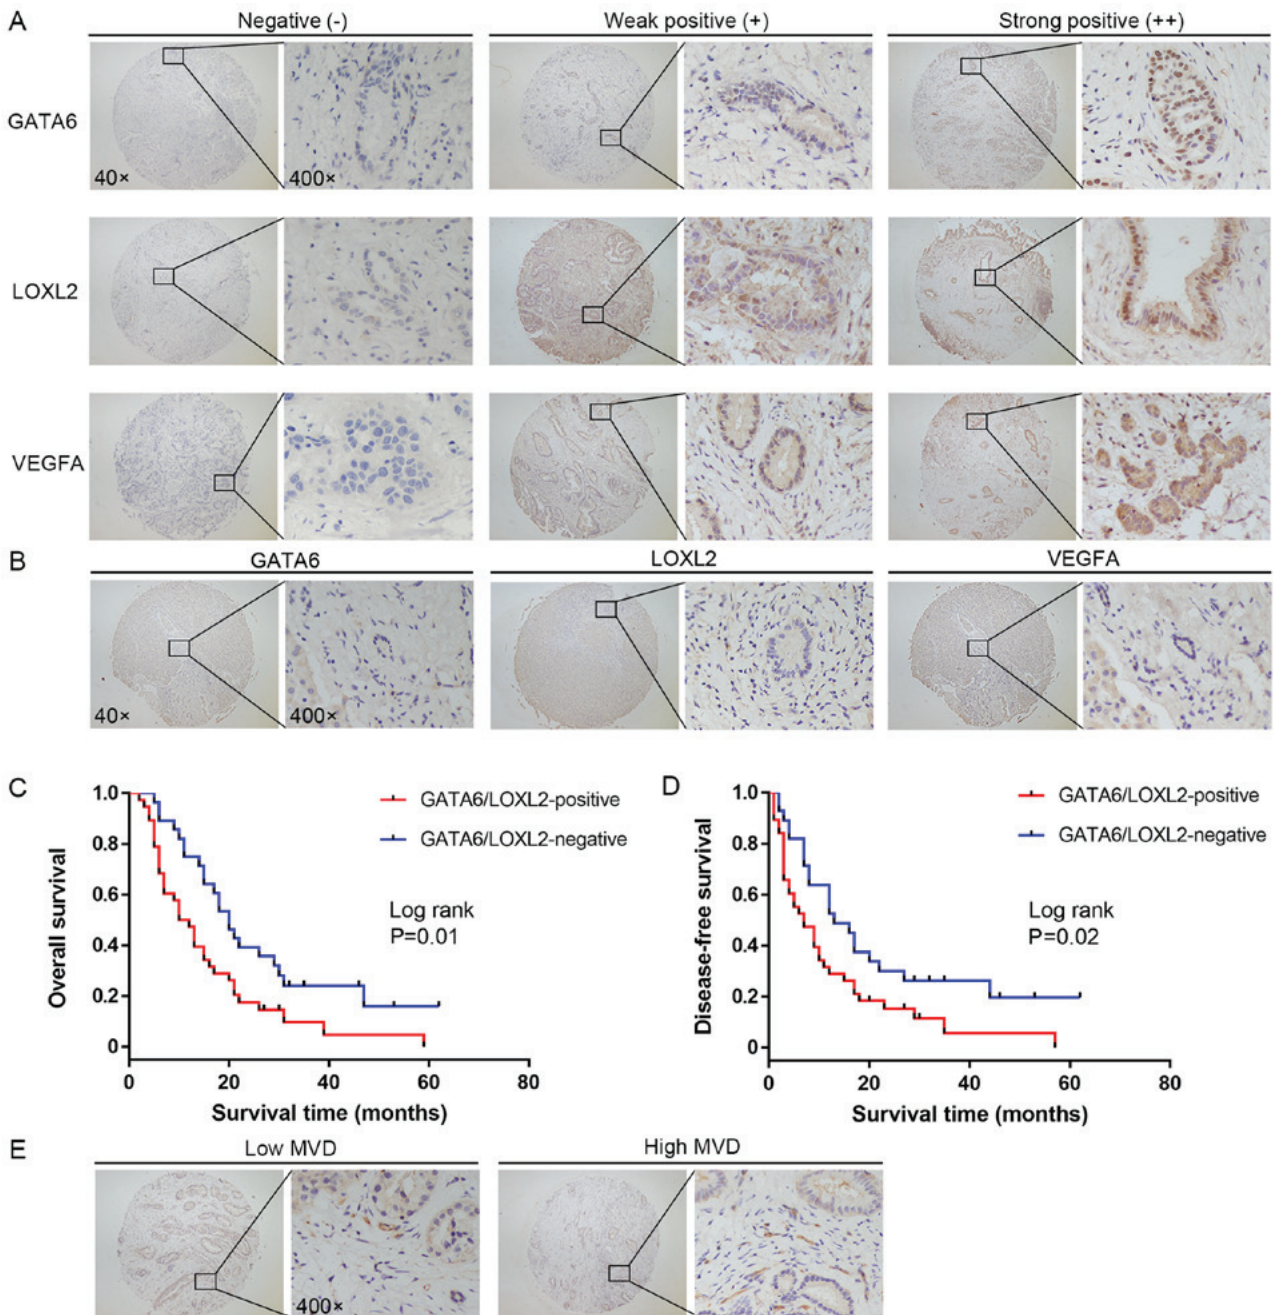 A
Negative (-)
Weak positive (+)
Strong positive (++)
GATA6
40×
400×
LOXL2
VEGFA
B
GATA6
LOXL2
VEGFA
40×
400×
C
Overall survival
1.0
0.8
0.6
0.4
0.2
0
0
20
40
60
80
Survival time (months)
GATA6/LOXL2-positive
GATA6/LOXL2-negative
Log rank
P=0.01
D
Disease-free survival
1.0
0.8
0.6
0.4
0.2
0
0
20
40
60
80
Survival time (months)
GATA6/LOXL2-positive
GATA6/LOXL2-negative
Log rank
P=0.02
E
Low MVD
High MVD
400×